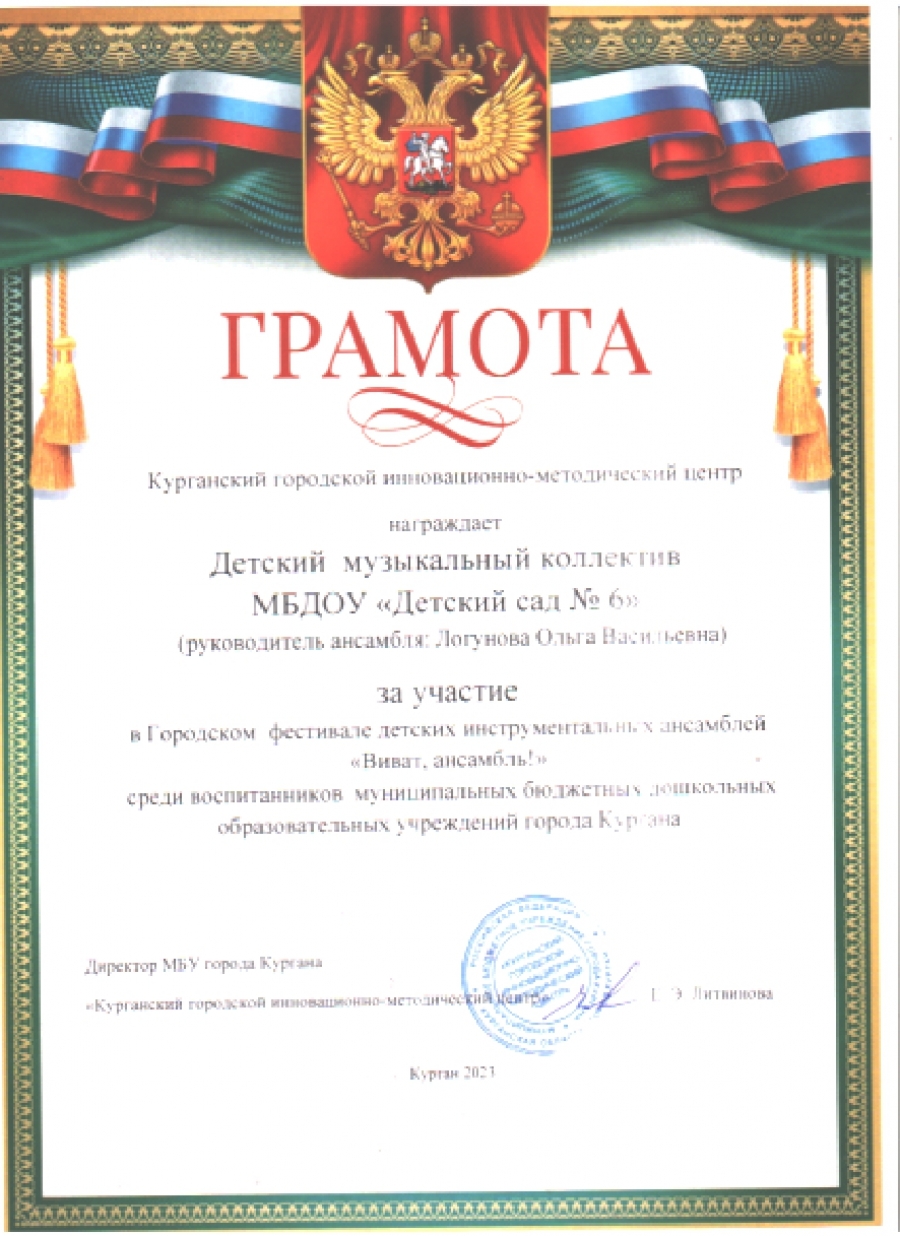 ГРАМОТА
Курганский городской инновационно-методический центр
награждает
Детский музыкальный коллектив
МБДОУ «Детский сад № 6»
(руководитель ансамбля: Логунова Ольга Васильевна)
за участие
в Городском фестивале детских инструментальных ансамблей
«Виват, ансамбль!»
среди воспитанников муниципальных бюджетных дошкольных
образовательных учреждений города Кургана
Директор МБУ города Кургана
«Курганский городской инновационно-методический центр»
Литвинова
Курган 2023